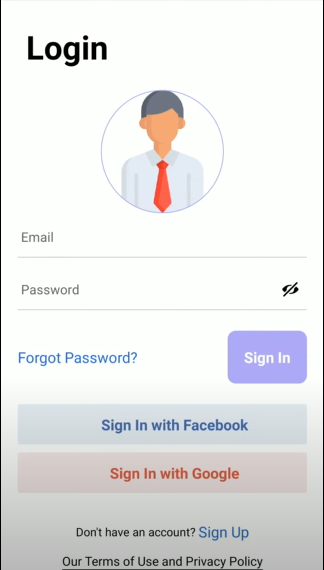 Login
Email
Password
Forgot Password?
Sign In
Sign In with Facebook
Sign In with Google
Don't have an account? Sign Up
Our Terms of Use and Privacy Policy